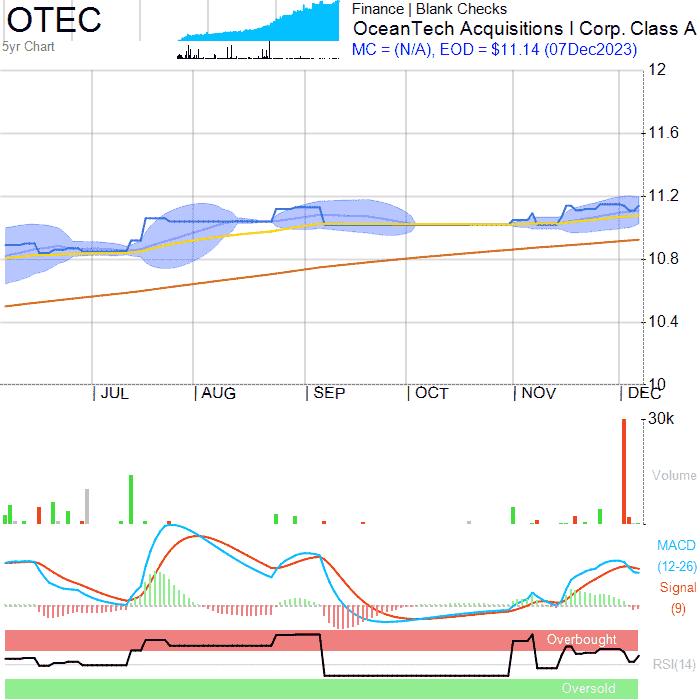 OTEC
5yr Chart
Finance | Blank Checks
OceanTech Acquisitions I Corp. Class A
MC = (N/A), EOD = $11.14 (07Dec2023)
12
11.6
11.2
10.8
10.4
10
JUL
AUG
SEP
OCT
NOV
DEC
30k
Volume
MACD
(12-26)
Signal
(9)
Overbought
RSI(14)
Oversold